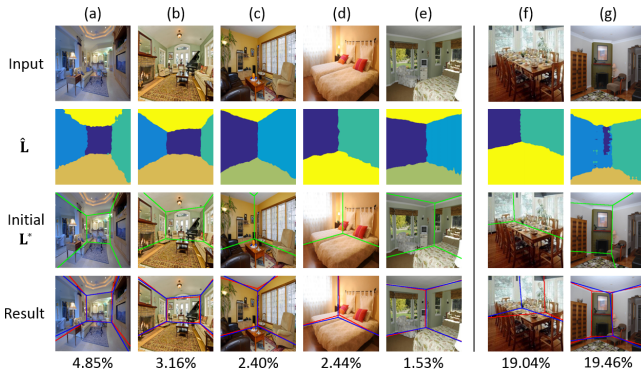 (a) (b) (c) (d) (e) (f) (g)
Input
L̂
Initial
L*
Result
4.85% 3.16% 2.40% 2.44% 1.53% 19.04% 19.46%